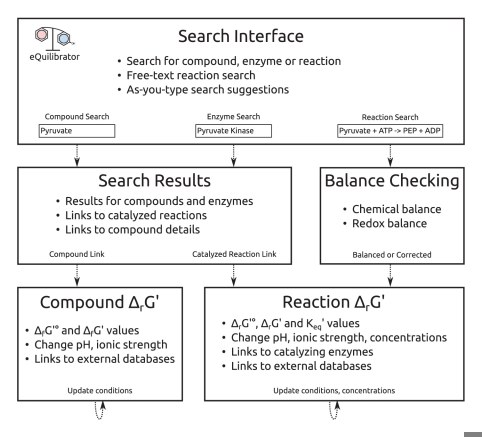 Search Interface
eQuilibrator
• Search for compound, enzyme or reaction
• Free-text reaction search
• As-you-type search suggestions
Compound Search
Pyruvate
Enzyme Search
Pyruvate Kinase
Reaction Search
Pyruvate + ATP -> PEP + ADP
Search Results
• Results for compounds and enzymes
• Links to catalyzed reactions
• Links to compound details
Compound Link
Catalyzed Reaction Link
Balance Checking
• Chemical balance
• Redox balance
Balanced or Corrected
Compound ΔrG'
• ΔfG'° and ΔfG' values
• Change pH, ionic strength
• Links to external databases
Update conditions
Reaction ΔrG'
• ΔrG'°, ΔrG' and Keq' values
• Change pH, ionic strength, concentrations
• Links to catalyzing enzymes
• Links to external databases
Update conditions, concentrations